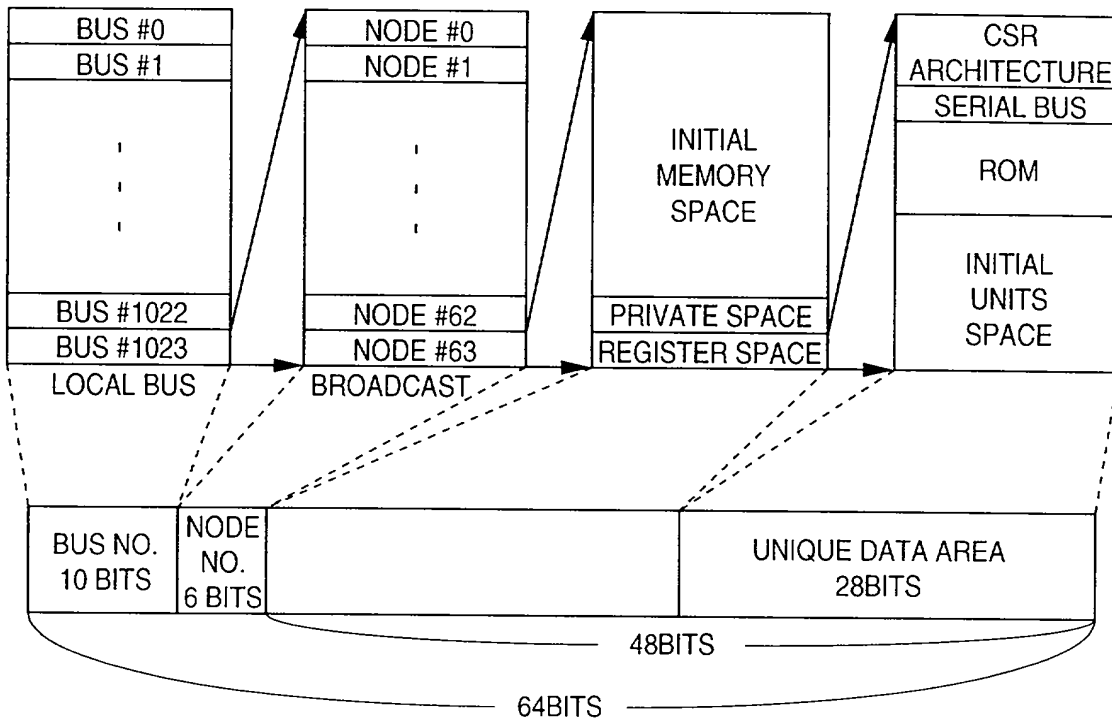 BUS #0
BUS #1
BUS #1022
BUS #1023
LOCAL BUS
NODE #0
NODE #1
NODE #62
NODE #63
BROADCAST
INITIAL
MEMORY
SPACE
PRIVATE SPACE
REGISTER SPACE
CSR
ARCHITECTURE
SERIAL BUS
ROM
INITIAL
UNITS
SPACE
BUS NO.
10 BITS
NODE
NO.
6 BITS
UNIQUE DATA AREA
28BITS
48BITS
64BITS